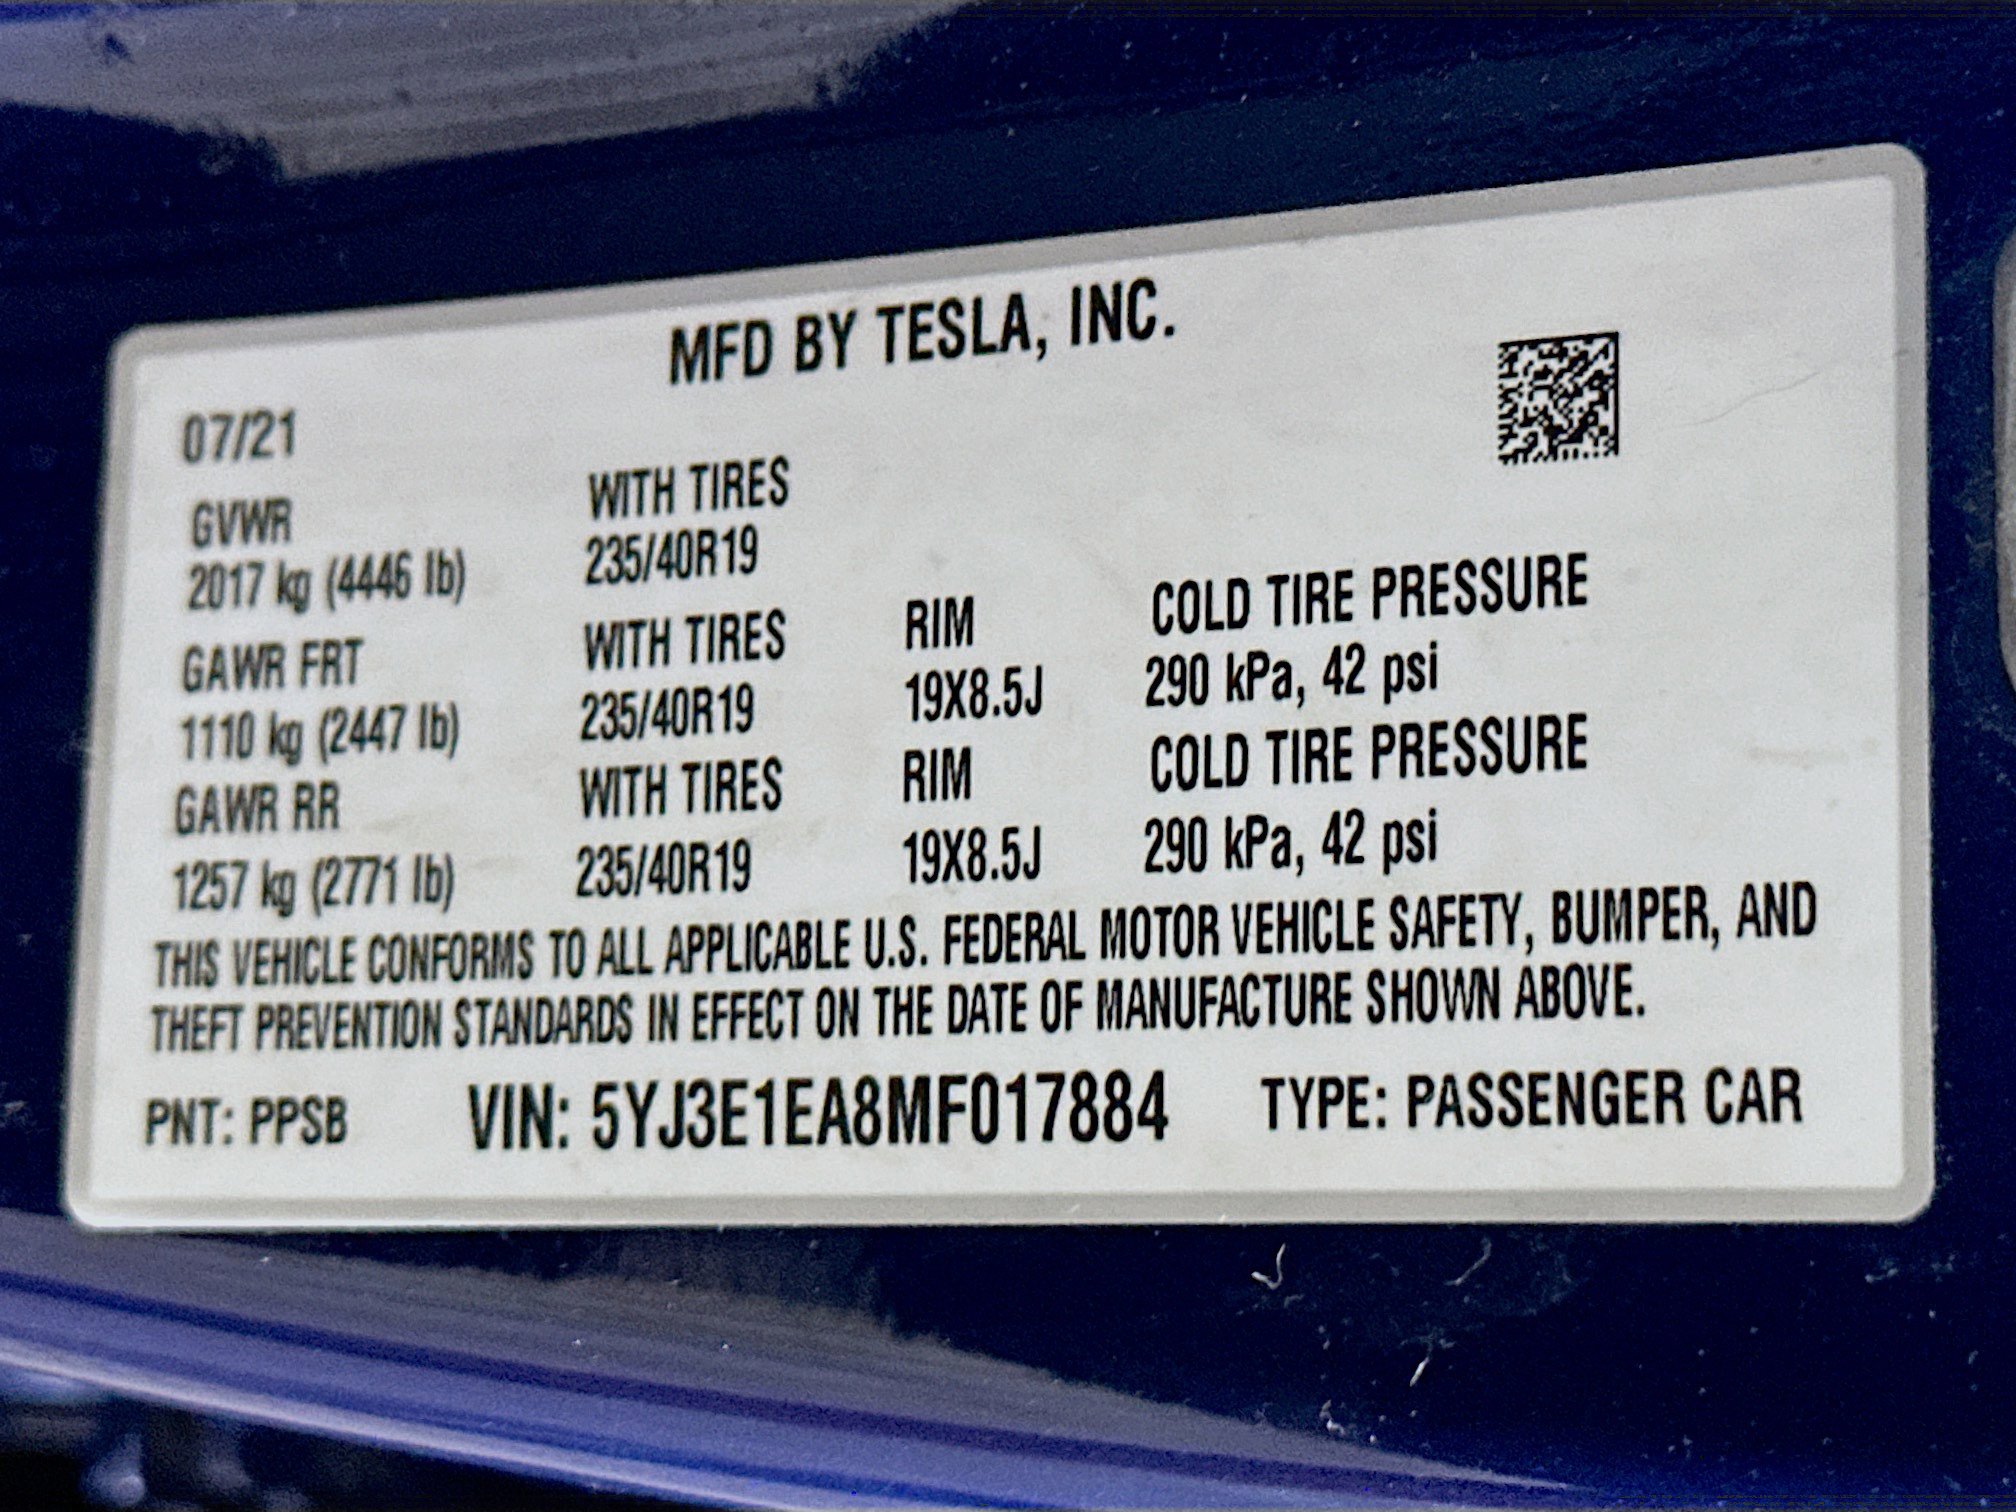 MFD BY TESLA, INC.
07/21
GVWR WITH TIRES
2017 kg (4446 lb) 235/40R19
GAWR FRT WITH TIRES RIM COLD TIRE PRESSURE
1110 kg (2447 lb) 235/40R19 19X8.5J 290 kPa, 42 psi
GAWR RR WITH TIRES RIM COLD TIRE PRESSURE
1257 kg (2771 lb) 235/40R19 19X8.5J 290 kPa, 42 psi
THIS VEHICLE CONFORMS TO ALL APPLICABLE U.S. FEDERAL MOTOR VEHICLE SAFETY, BUMPER, AND
THEFT PREVENTION STANDARDS IN EFFECT ON THE DATE OF MANUFACTURE SHOWN ABOVE.
PNT: PPSB VIN: 5YJ3E1EA8MF017884 TYPE: PASSENGER CAR